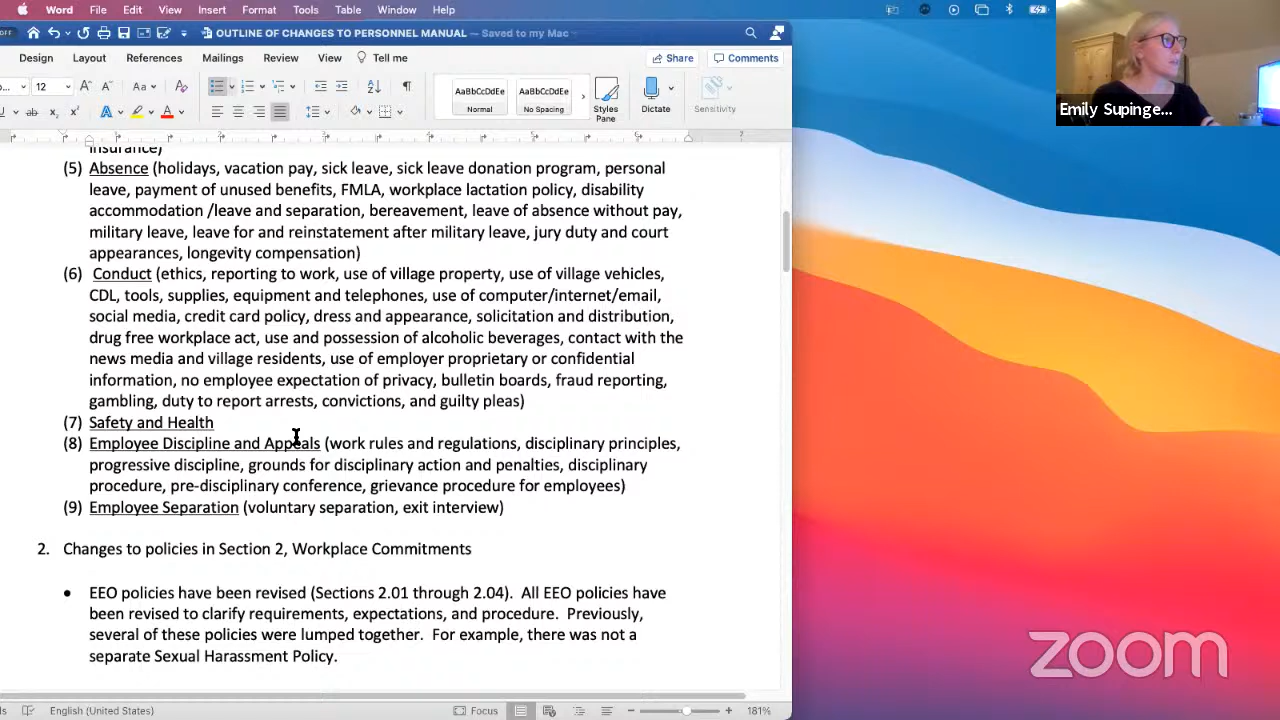 Word File Edit View Insert Format Tools Table Window Help
OFF OUTLINE OF CHANGES TO PERSONNEL MANUAL — Saved to my Mac
Design Layout References Mailings Review View Tell me Share Comments
12 Aa AaBbCcDdEe AaBbCcDdEe
Normal No Spacing Styles Pane Dictate Sensitivity
Emily Supinge...
insurance)
(5) Absence (holidays, vacation pay, sick leave, sick leave donation program, personal
leave, payment of unused benefits, FMLA, workplace lactation policy, disability
accommodation /leave and separation, bereavement, leave of absence without pay,
military leave, leave for and reinstatement after military leave, jury duty and court
appearances, longevity compensation)
(6) Conduct (ethics, reporting to work, use of village property, use of village vehicles,
CDL, tools, supplies, equipment and telephones, use of computer/internet/email,
social media, credit card policy, dress and appearance, solicitation and distribution,
drug free workplace act, use and possession of alcoholic beverages, contact with the
news media and village residents, use of employer proprietary or confidential
information, no employee expectation of privacy, bulletin boards, fraud reporting,
gambling, duty to report arrests, convictions, and guilty pleas)
(7) Safety and Health
(8) Employee Discipline and Appeals (work rules and regulations, disciplinary principles,
progressive discipline, grounds for disciplinary action and penalties, disciplinary
procedure, pre-disciplinary conference, grievance procedure for employees)
(9) Employee Separation (voluntary separation, exit interview)
2. Changes to policies in Section 2, Workplace Commitments
• EEO policies have been revised (Sections 2.01 through 2.04). All EEO policies have
been revised to clarify requirements, expectations, and procedure. Previously,
several of these policies were lumped together. For example, there was not a
separate Sexual Harassment Policy.
English (United States) Focus 181%
zoom